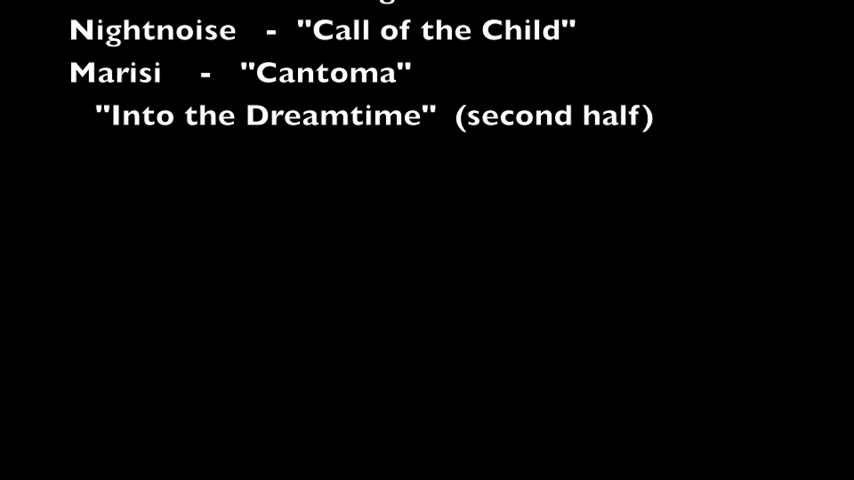 Nightnoise - "Call of the Child"
Marisi - "Cantoma"
"Into the Dreamtime" (second half)